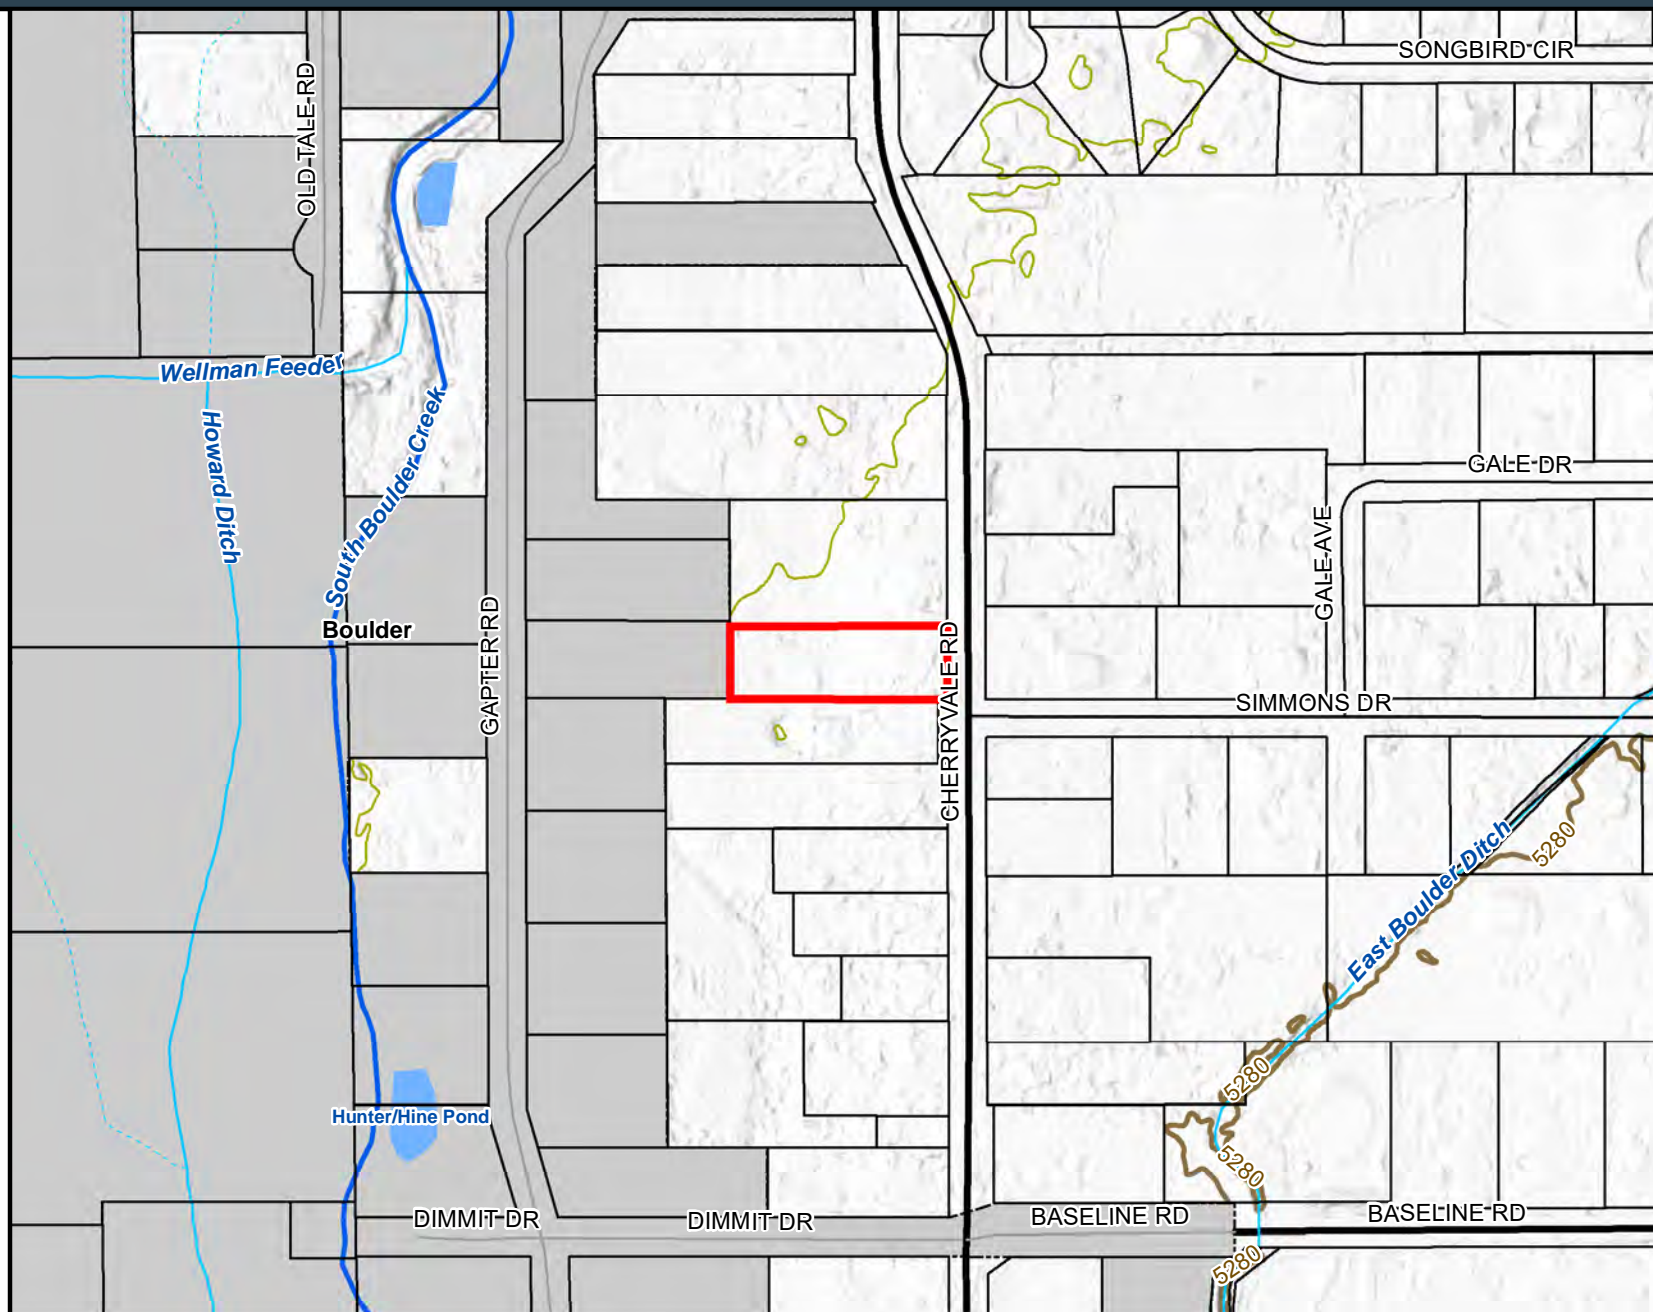 SONGBIRD CIR
OLD TALE RD
Wellman Feeder
Howard Ditch
South Boulder Creek
GALE DR
GALE AVE
Boulder
GAPTER RD
CHERRYVALE RD
SIMMONS DR
5280
East Boulder Ditch
5280
Hunter/Hine Pond
5280
DIMMIT DR
DIMMIT DR
BASELINE RD
BASELINE RD
5280